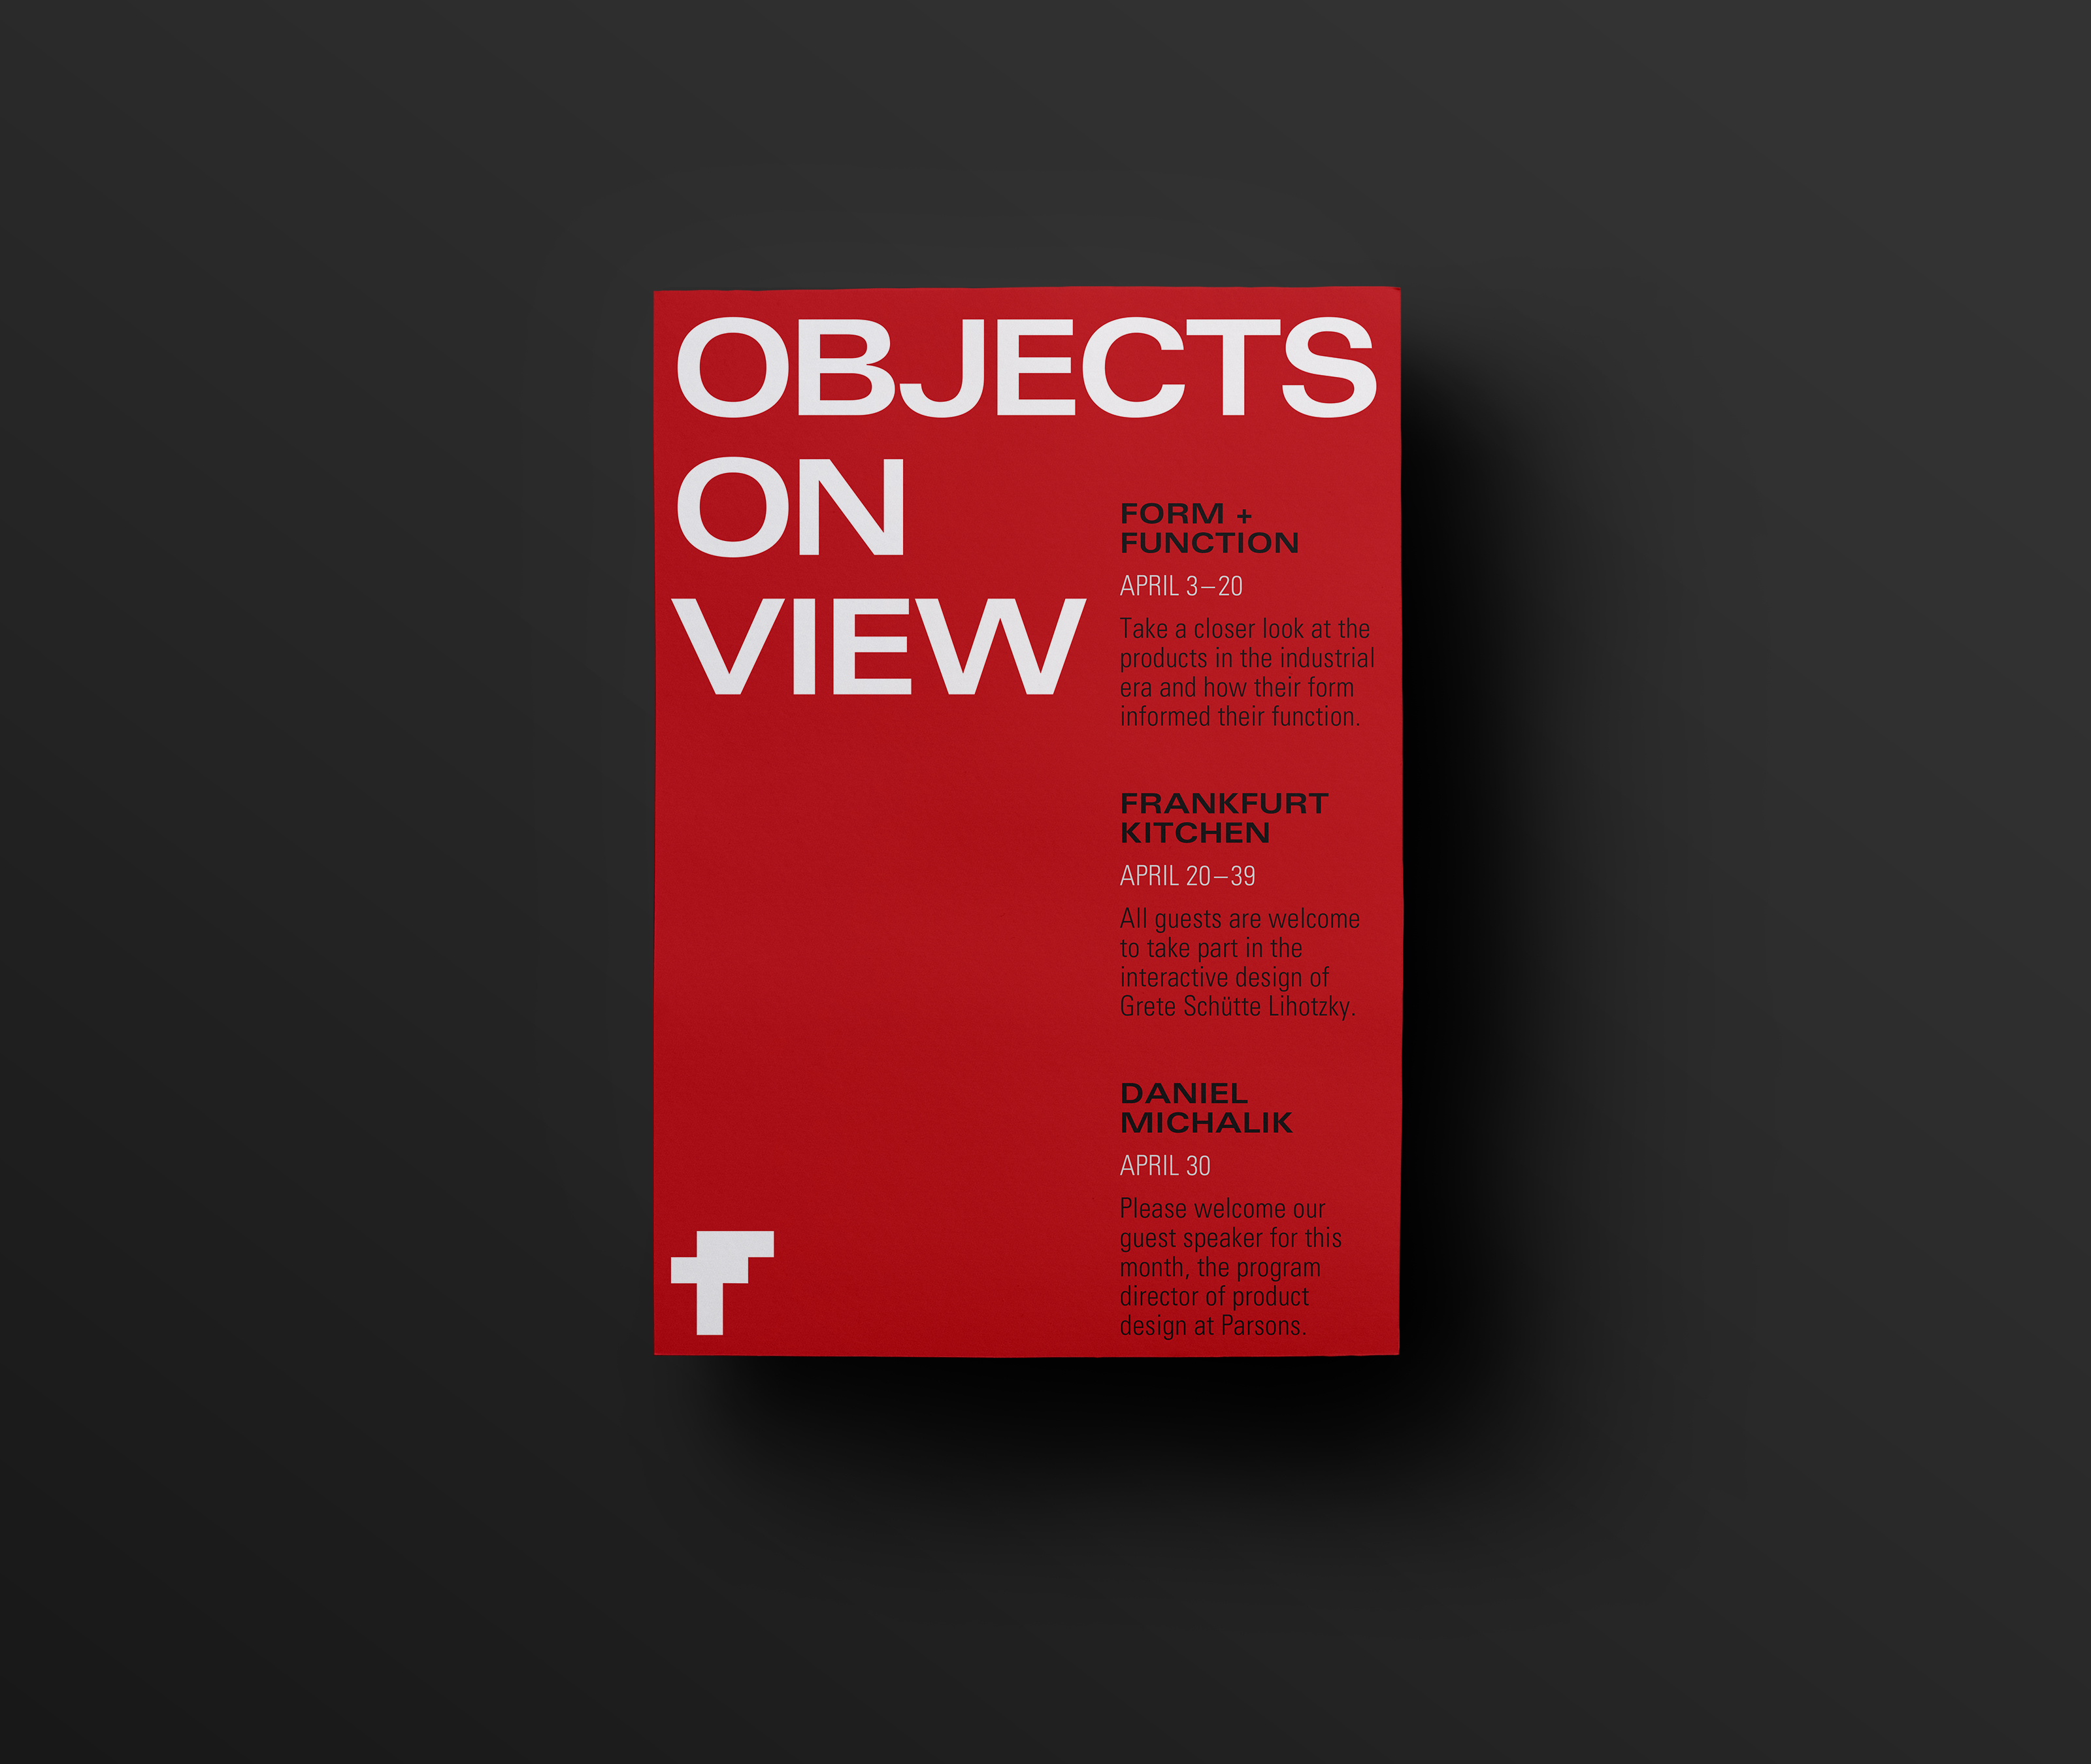 OBJECTS
ON
VIEW
FORM +
FUNCTION
APRIL 3–20
Take a closer look at the
products in the industrial
era and how their form
informed their function.
FRANKFURT
KITCHEN
APRIL 20–39
All guests are welcome
to take part in the
interactive design of
Grete Schütte Lihotzky.
DANIEL
MICHALIK
APRIL 30
Please welcome our
guest speaker for this
month, the program
director of product
design at Parsons.